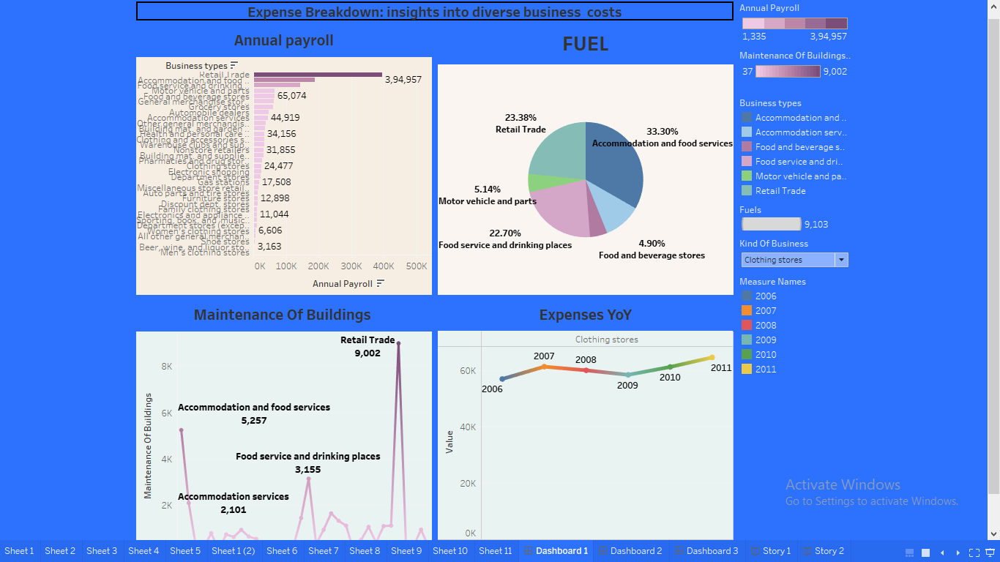 Expense Breakdown: insights into diverse business costs
Annual payroll
Business types
Retail Trade
Accommodation and food ..
Food service and drinking..
Motor vehicle and parts
Food and beverage stores
General merchandise stor..
Grocery stores
Automobile dealers
Accommodation services
Other general merchandis..
Building mat. and garden ..
Health and personal care ..
Clothing and accessories s..
Warehouse clubs and sup..
Nonstore retailers
Building mat. and supplie..
Pharmacies and drug stor..
Clothing stores
Electronic shopping
Department stores
Gas stations
Miscellaneous store retail..
Auto parts and tire stores
Furniture stores
Discount dept. stores
Family clothing stores
Electronics and appliance ..
Sporting, book, and, music..
Department stores (excep..
Women's clothing stores
All other general merchan..
Shoe stores
Beer, wine, and liquor sto..
Men's clothing stores
3,94,957
65,074
44,919
34,156
31,855
24,477
17,508
12,898
11,044
6,606
3,163
0K 100K 200K 300K 400K 500K
Annual Payroll
FUEL
23.38%
Retail Trade
33.30%
Accommodation and food services
5.14%
Motor vehicle and parts
22.70%
Food service and drinking places
4.90%
Food and beverage stores
Maintenance Of Buildings
Maintenance Of Buildings
8K
6K
4K
2K
Retail Trade
9,002
Accommodation and food services
5,257
Food service and drinking places
3,155
Accommodation services
2,101
Expenses YoY
Clothing stores
Value
60K
40K
20K
0K
2006
2007
2008
2009
2010
2011
Annual Payroll
1,335 3,94,957
Maintenance Of Buildings..
37 9,002
Business types
Accommodation and ..
Accommodation serv..
Food and beverage s..
Food service and dri..
Motor vehicle and pa..
Retail Trade
Fuels
9,103
Kind Of Business
Clothing stores
Measure Names
2006
2007
2008
2009
2010
2011
Activate Windows
Go to Settings to activate Windows.
Sheet 1 Sheet 2 Sheet 3 Sheet 4 Sheet 5 Sheet 1 (2) Sheet 6 Sheet 7 Sheet 8 Sheet 9 Sheet 10 Sheet 11 Dashboard 1 Dashboard 2 Dashboard 3 Story 1 Story 2